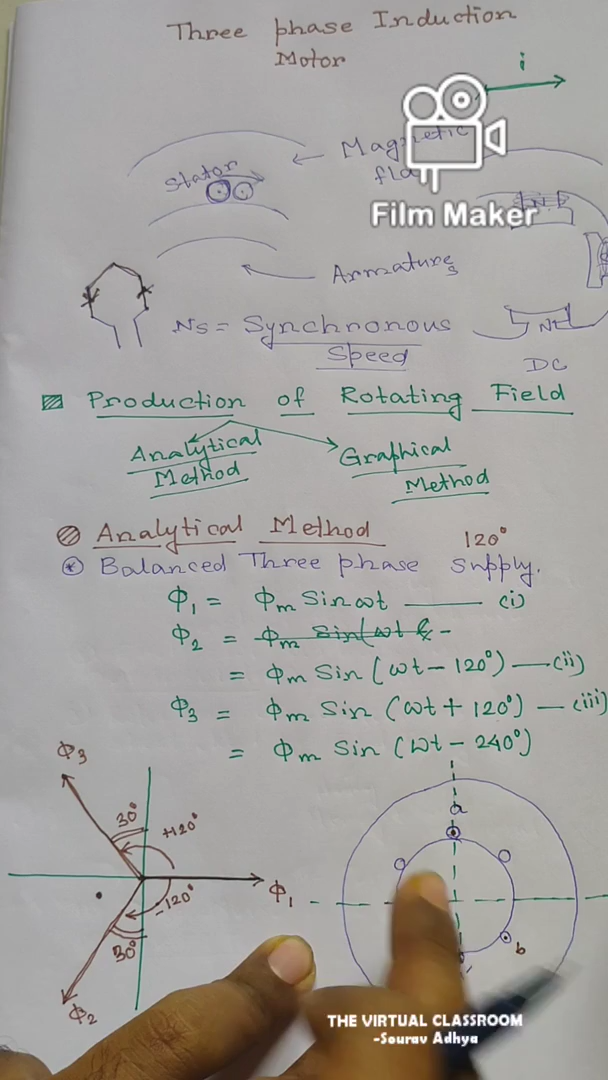 Three phase Induction
Motor
i
Magnetic
Stator
Film Maker
Armature
Ns = Synchronous
Speed
DC
Production of Rotating Field
Analytical
Method
Graphical
Method
Analytical Method
120°
Balanced Three phase supply.
ϕ₁ = ϕm Sin ωt —— (i)
ϕ₂ = ϕm Sin(ωt
= ϕm Sin (ωt - 120°) — (ii)
ϕ₃ = ϕm Sin (ωt + 120°) — (iii)
= ϕm Sin (ωt - 240°)
ϕ₃
30°
+120°
ϕ₁
-120°
30°
ϕ₂
a
b
THE VIRTUAL CLASSROOM
-Sourav Adhya